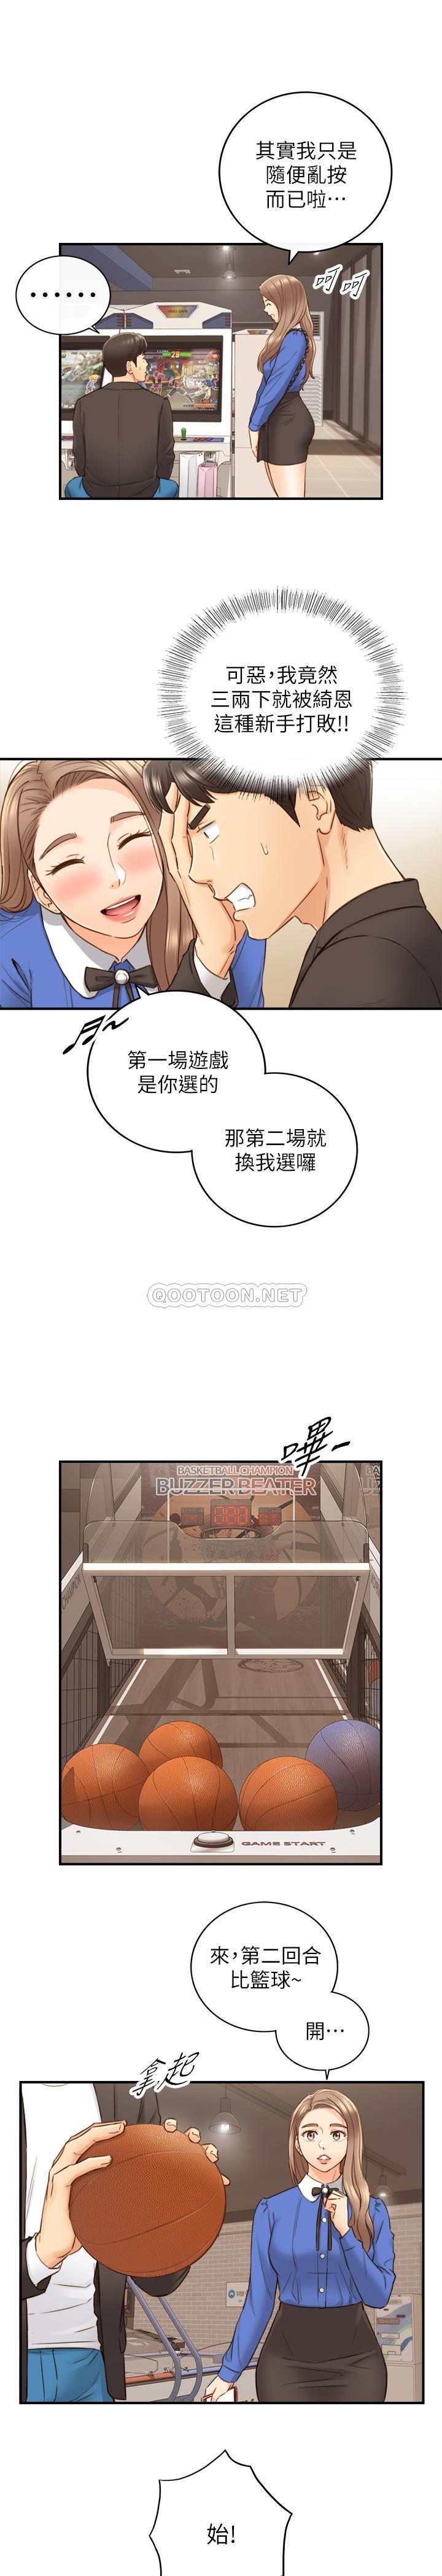 其實我只是
隨便亂按
而已啦…
呵呵
......
28
可惡，我竟然
三兩下就被綺恩
這種新手打敗!!
第一場遊戲
是你選的
那第二場就
換我選囉
QOOTOON.NET
嗶
BASKETBALL CHAMPION
BUZZER BEATER
CHAMPION
GAME START
來，第二回合
比籃球~
開…
拿起
始!